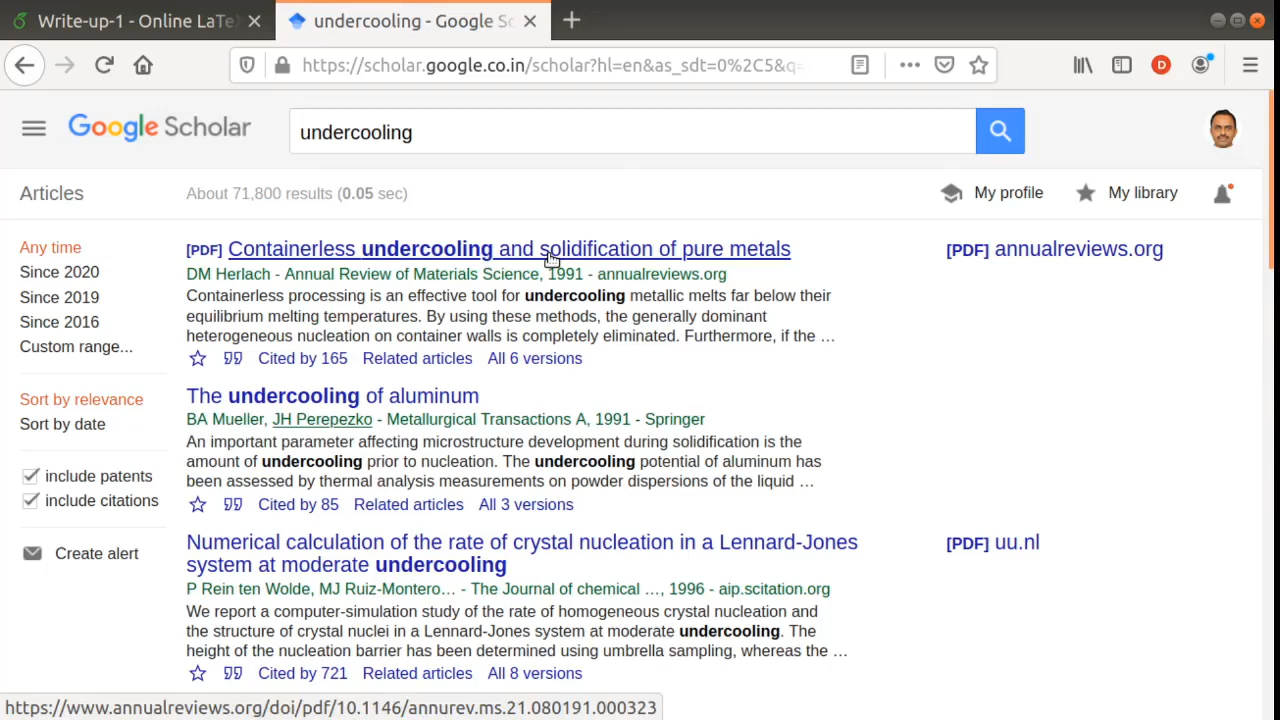 Write-up-1 - Online LaTe
undercooling - Google Sc
https://scholar.google.co.in/scholar?hl=en&as_sdt=0%2C5&q=
D
Google Scholar
undercooling
Articles
About 71,800 results (0.05 sec)
My profile
My library
Any time
Since 2020
Since 2019
Since 2016
Custom range...
Sort by relevance
Sort by date
include patents
include citations
Create alert
[PDF] Containerless undercooling and solidification of pure metals
[PDF] annualreviews.org
DM Herlach - Annual Review of Materials Science, 1991 - annualreviews.org
Containerless processing is an effective tool for undercooling metallic melts far below their
equilibrium melting temperatures. By using these methods, the generally dominant
heterogeneous nucleation on container walls is completely eliminated. Furthermore, if the …
Cited by 165 Related articles All 6 versions
The undercooling of aluminum
BA Mueller, JH Perepezko - Metallurgical Transactions A, 1991 - Springer
An important parameter affecting microstructure development during solidification is the
amount of undercooling prior to nucleation. The undercooling potential of aluminum has
been assessed by thermal analysis measurements on powder dispersions of the liquid …
Cited by 85 Related articles All 3 versions
Numerical calculation of the rate of crystal nucleation in a Lennard-Jones
system at moderate undercooling
[PDF] uu.nl
P Rein ten Wolde, MJ Ruiz-Montero… - The Journal of chemical …, 1996 - aip.scitation.org
We report a computer-simulation study of the rate of homogeneous crystal nucleation and
the structure of crystal nuclei in a Lennard-Jones system at moderate undercooling. The
height of the nucleation barrier has been determined using umbrella sampling, whereas the …
Cited by 721 Related articles All 8 versions
https://www.annualreviews.org/doi/pdf/10.1146/annurev.ms.21.080191.000323